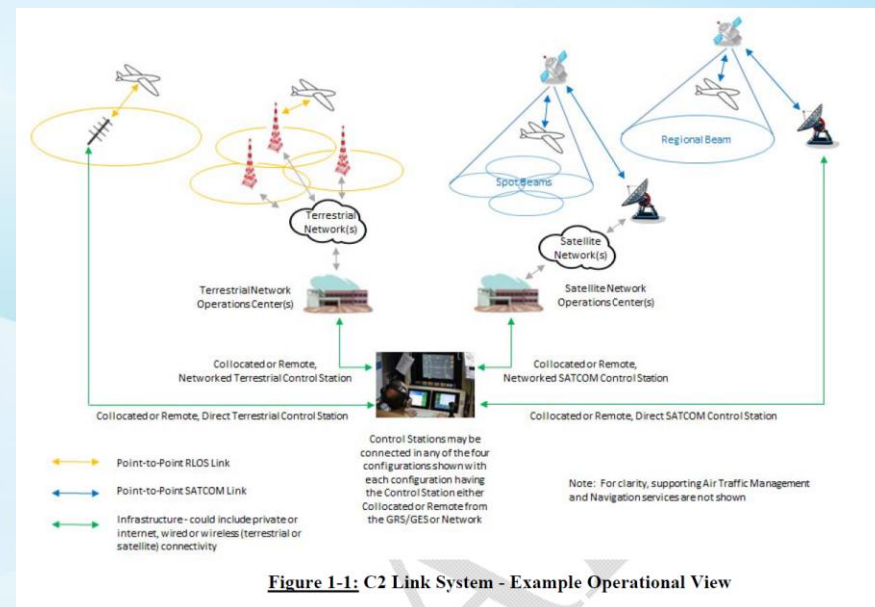 Regional Beam
Spot Beams
Terrestrial
Network(s)
Satellite
Network(s)
Terrestrial Network
Operations Center(s)
Satellite Network
Operations Center(s)
Collocated or Remote,
Networked Terrestrial Control Station
Collocated or Remote,
Networked SATCOM Control Station
Collocated or Remote, Direct Terrestrial Control Station
Collocated or Remote, Direct SATCOM Control Station
Control Stations may be
connected in any of the four
configurations shown with
each configuration having
the Control Station either
Collocated or Remote from
the GRS/GES or Network
Point-to-Point RLOS Link
Point-to-Point SATCOM Link
Infrastructure - could include private or
internet, wired or wireless (terrestrial or
satellite) connectivity
Note: For clarity, supporting Air Traffic Management
and Navigation services are not shown
Figure 1-1: C2 Link System - Example Operational View